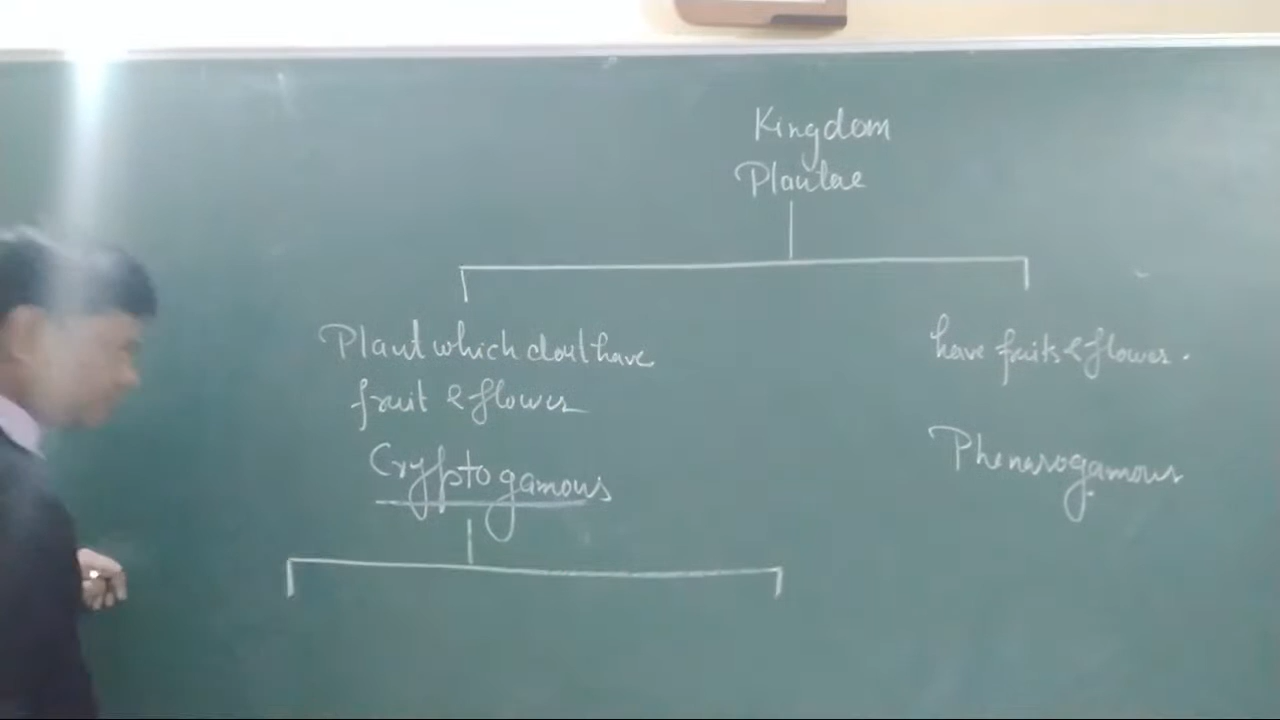 Kingdom
Plantae
Plant which don't have
fruit & flower
Cryptogamous
have fruits & flower.
Phenarogamous